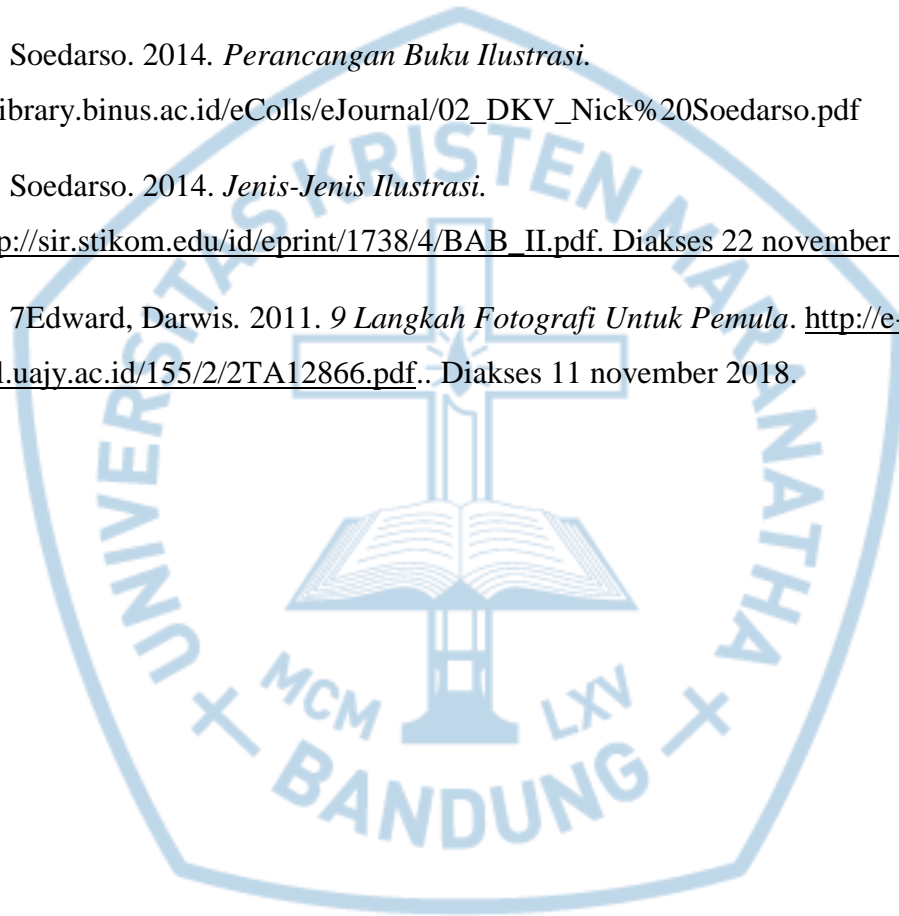 Soedarso. 2014. Perancangan Buku Ilustrasi.
ibrary.binus.ac.id/eColls/eJournal/02_DKV_Nick%20Soedarso.pdf
Soedarso. 2014. Jenis-Jenis Ilustrasi.
p://sir.stikom.edu/id/eprint/1738/4/BAB_II.pdf. Diakses 22 november
7Edward, Darwis. 2011. 9 Langkah Fotografi Untuk Pemula. http://e-
l.uajy.ac.id/155/2/2TA12866.pdf.. Diakses 11 november 2018.
UNIVERSITAS KRISTEN MARANATHA
MCM LXV
BANDUNG